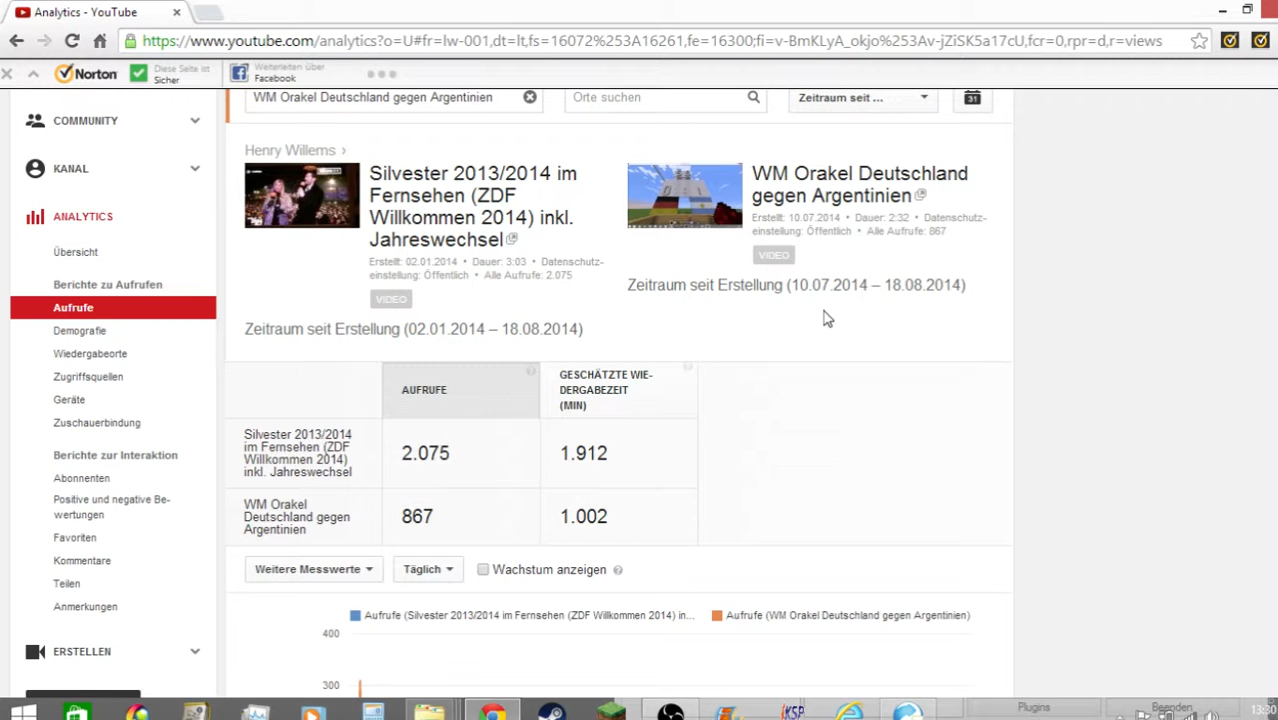 Analytics - YouTube
https://www.youtube.com/analytics?o=U#fr=lw-001,dt=lt,fs=16072%253A16261,fe=16300;fi=v-BmKLyA_okjo%253Av-jZiSK5a17cU,fcr=0,rpr=d,r=views
Norton
Diese Seite ist
Sicher
Weiterleiten über
Facebook
WM Orakel Deutschland gegen Argentinien
Orte suchen
Zeitraum seit ...
31
COMMUNITY
KANAL
ANALYTICS
Übersicht
Berichte zu Aufrufen
Aufrufe
Demografie
Wiedergabeorte
Zugriffsquellen
Geräte
Zuschauerbindung
Berichte zur Interaktion
Abonnenten
Positive und negative Be-
wertungen
Favoriten
Kommentare
Teilen
Anmerkungen
ERSTELLEN
Henry Willems ›
Silvester 2013/2014 im
Fernsehen (ZDF
Willkommen 2014) inkl.
Jahreswechsel
Erstellt: 02.01.2014 • Dauer: 3:03 • Datenschutz-
einstellung: Öffentlich • Alle Aufrufe: 2.075
VIDEO
Zeitraum seit Erstellung (02.01.2014 – 18.08.2014)
WM Orakel Deutschland
gegen Argentinien
Erstellt: 10.07.2014 • Dauer: 2:32 • Datenschutz-
einstellung: Öffentlich • Alle Aufrufe: 867
VIDEO
Zeitraum seit Erstellung (10.07.2014 – 18.08.2014)
AUFRUFE
GESCHÄTZTE WIE-
DERGABEZEIT
(MIN)
Silvester 2013/2014
im Fernsehen (ZDF
Willkommen 2014)
inkl. Jahreswechsel
2.075
1.912
WM Orakel
Deutschland gegen
Argentinien
867
1.002
Weitere Messwerte
Täglich
Wachstum anzeigen
Aufrufe (Silvester 2013/2014 im Fernsehen (ZDF Willkommen 2014) in...
Aufrufe (WM Orakel Deutschland gegen Argentinien)
400
300
KSP
Plugins
Beenden
13:30